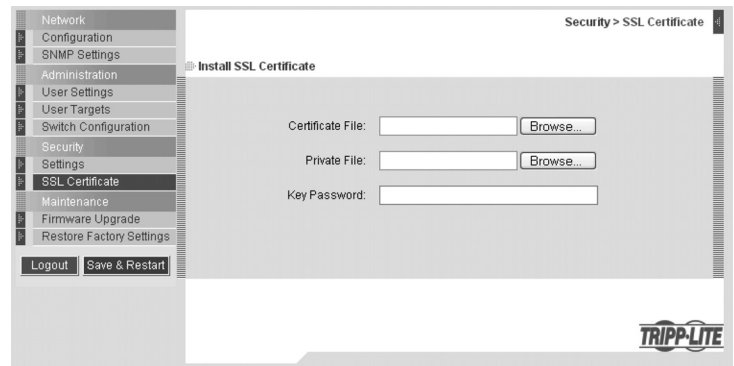 Network
Configuration
SNMP Settings
Administration
User Settings
User Targets
Switch Configuration
Security
Settings
SSL Certificate
Maintenance
Firmware Upgrade
Restore Factory Settings
Logout
Save & Restart
Security > SSL Certificate
Install SSL Certificate
Certificate File:
Browse...
Private File:
Browse...
Key Password:
TRIPP·LITE